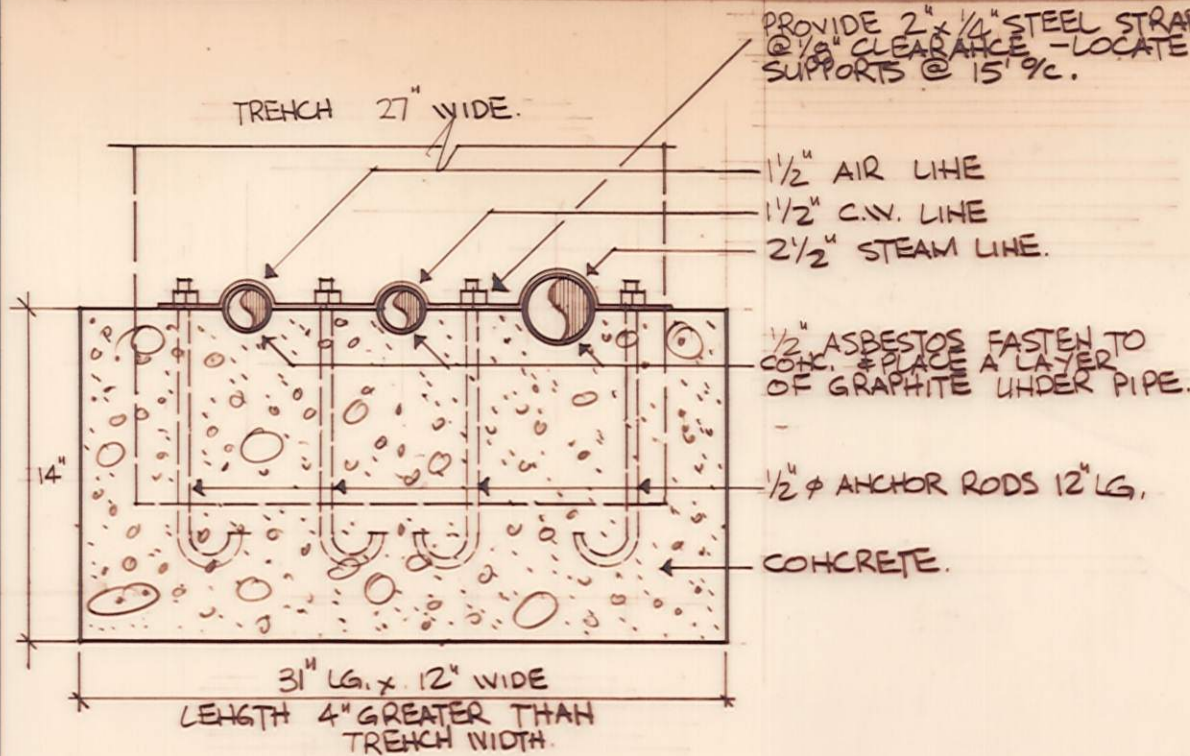 PROVIDE 2" x 1/4" STEEL STRAP
@ 1/8" CLEARANCE - LOCATE
SUPPORTS @ 15' o/c.
TRENCH 27" WIDE.
1 1/2" AIR LINE
1 1/2" C.W. LINE
2 1/2" STEAM LINE.
1/2" ASBESTOS FASTEN TO
CONC. & PLACE A LAYER
OF GRAPHITE UNDER PIPE.
14"
1/2" ϕ ANCHOR RODS 12" LG.
CONCRETE.
31" LG. x 12" WIDE
LENGTH 4" GREATER THAN
TRENCH WIDTH.